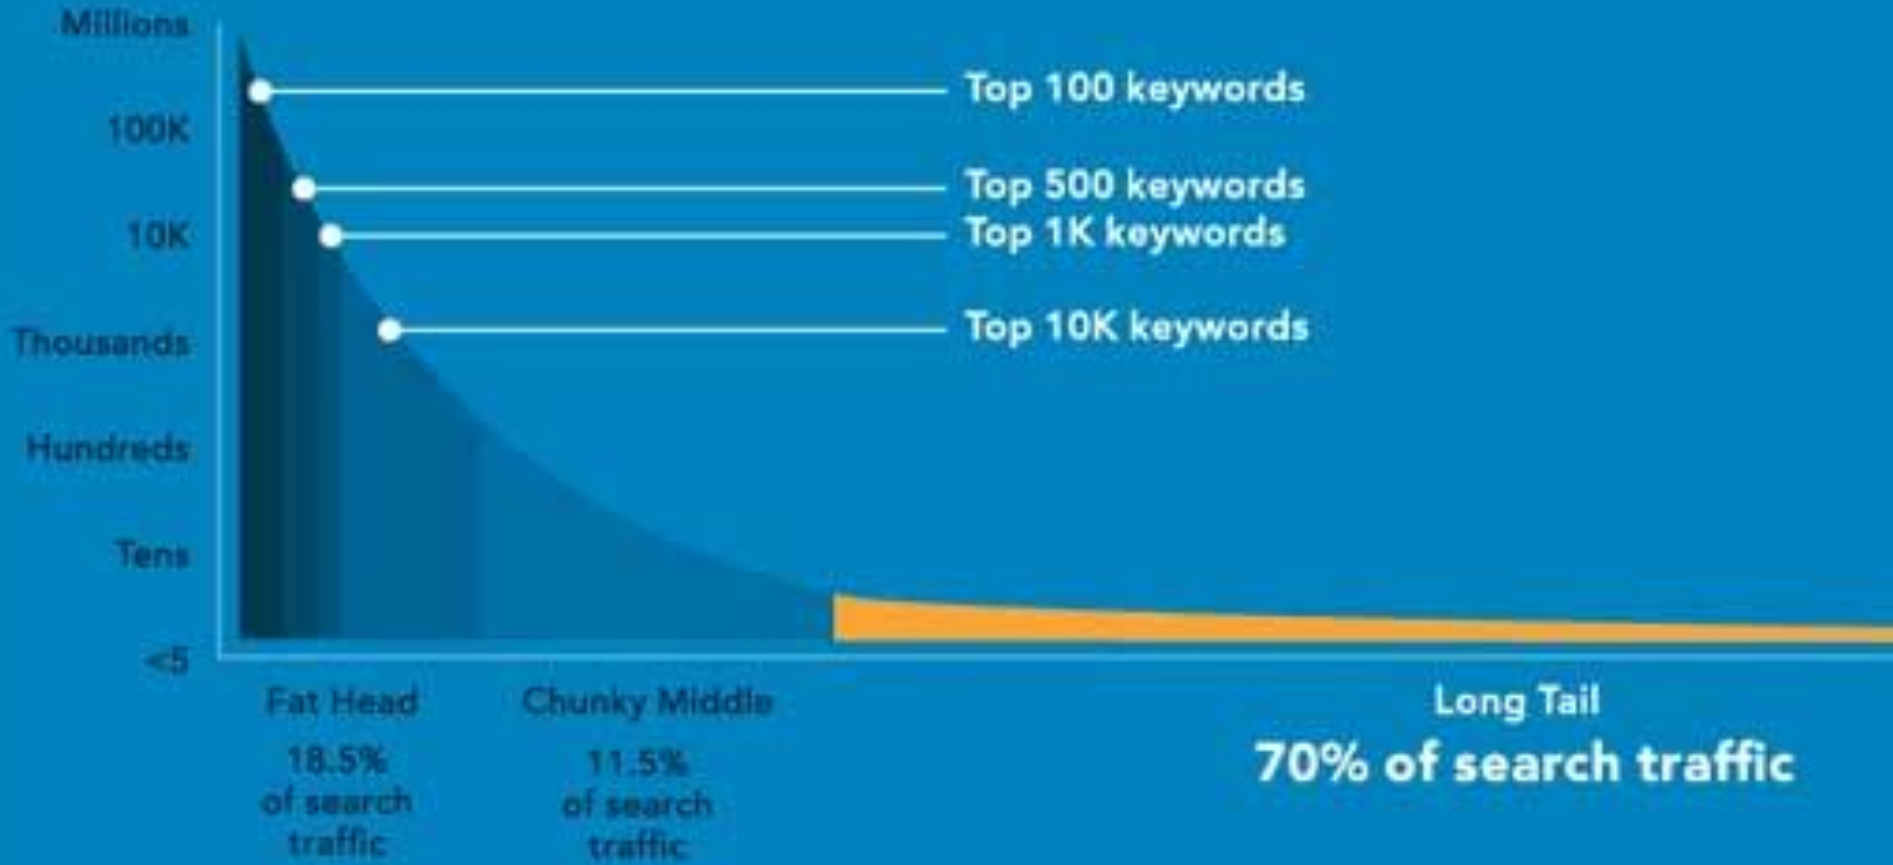 Millions
100K
10K
Thousands
Hundreds
Tens
<5
Top 100 keywords
Top 500 keywords
Top 1K keywords
Top 10K keywords
Fat Head
18.5%
of search
traffic
Chunky Middle
11.5%
of search
traffic
Long Tail
70% of search traffic